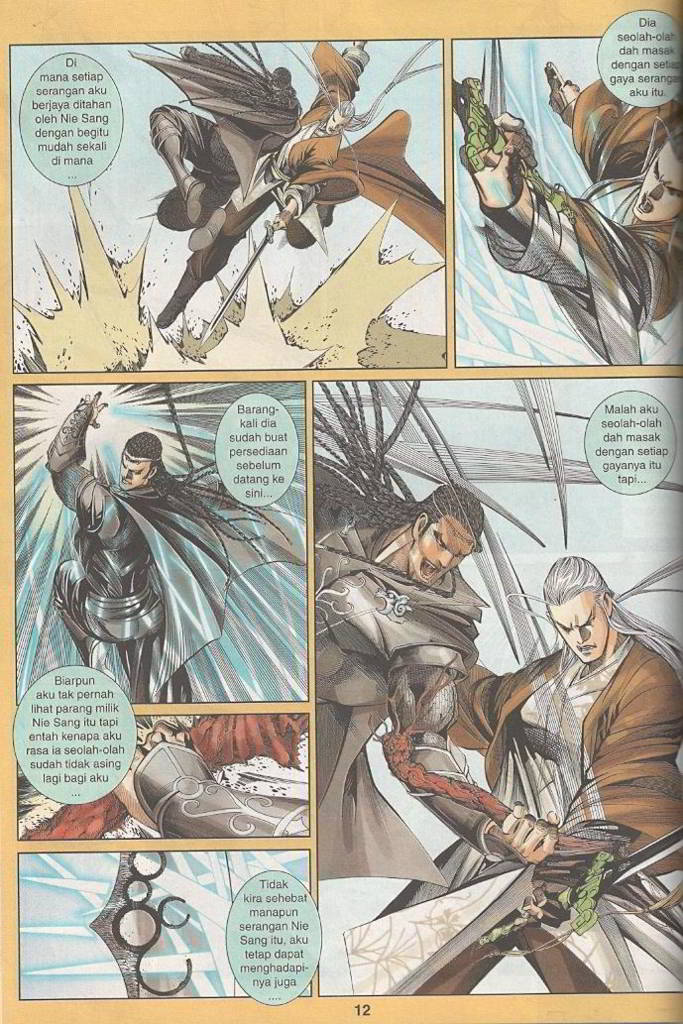 Di
mana setiap
serangan aku
berjaya ditahan
oleh Nie Sang
dengan begitu
mudah sekali
di mana
...
Dia
seolah-olah
dah masak
dengan setiap
gaya serangan
aku itu.
Barang-
kali dia
sudah buat
persediaan
sebelum
datang ke
sini...
Malah aku
seolah-olah
dah masak
dengan setiap
gayanya itu
tapi...
Biarpun
aku tak pernah
lihat parang milik
Nie Sang itu tapi
entah kenapa aku
rasa ia seolah-olah
sudah tidak asing
lagi bagi aku
...
Tidak
kira sehebat
manapun
serangan Nie
Sang itu, aku
tetap dapat
menghadapi-
nya juga
....
12